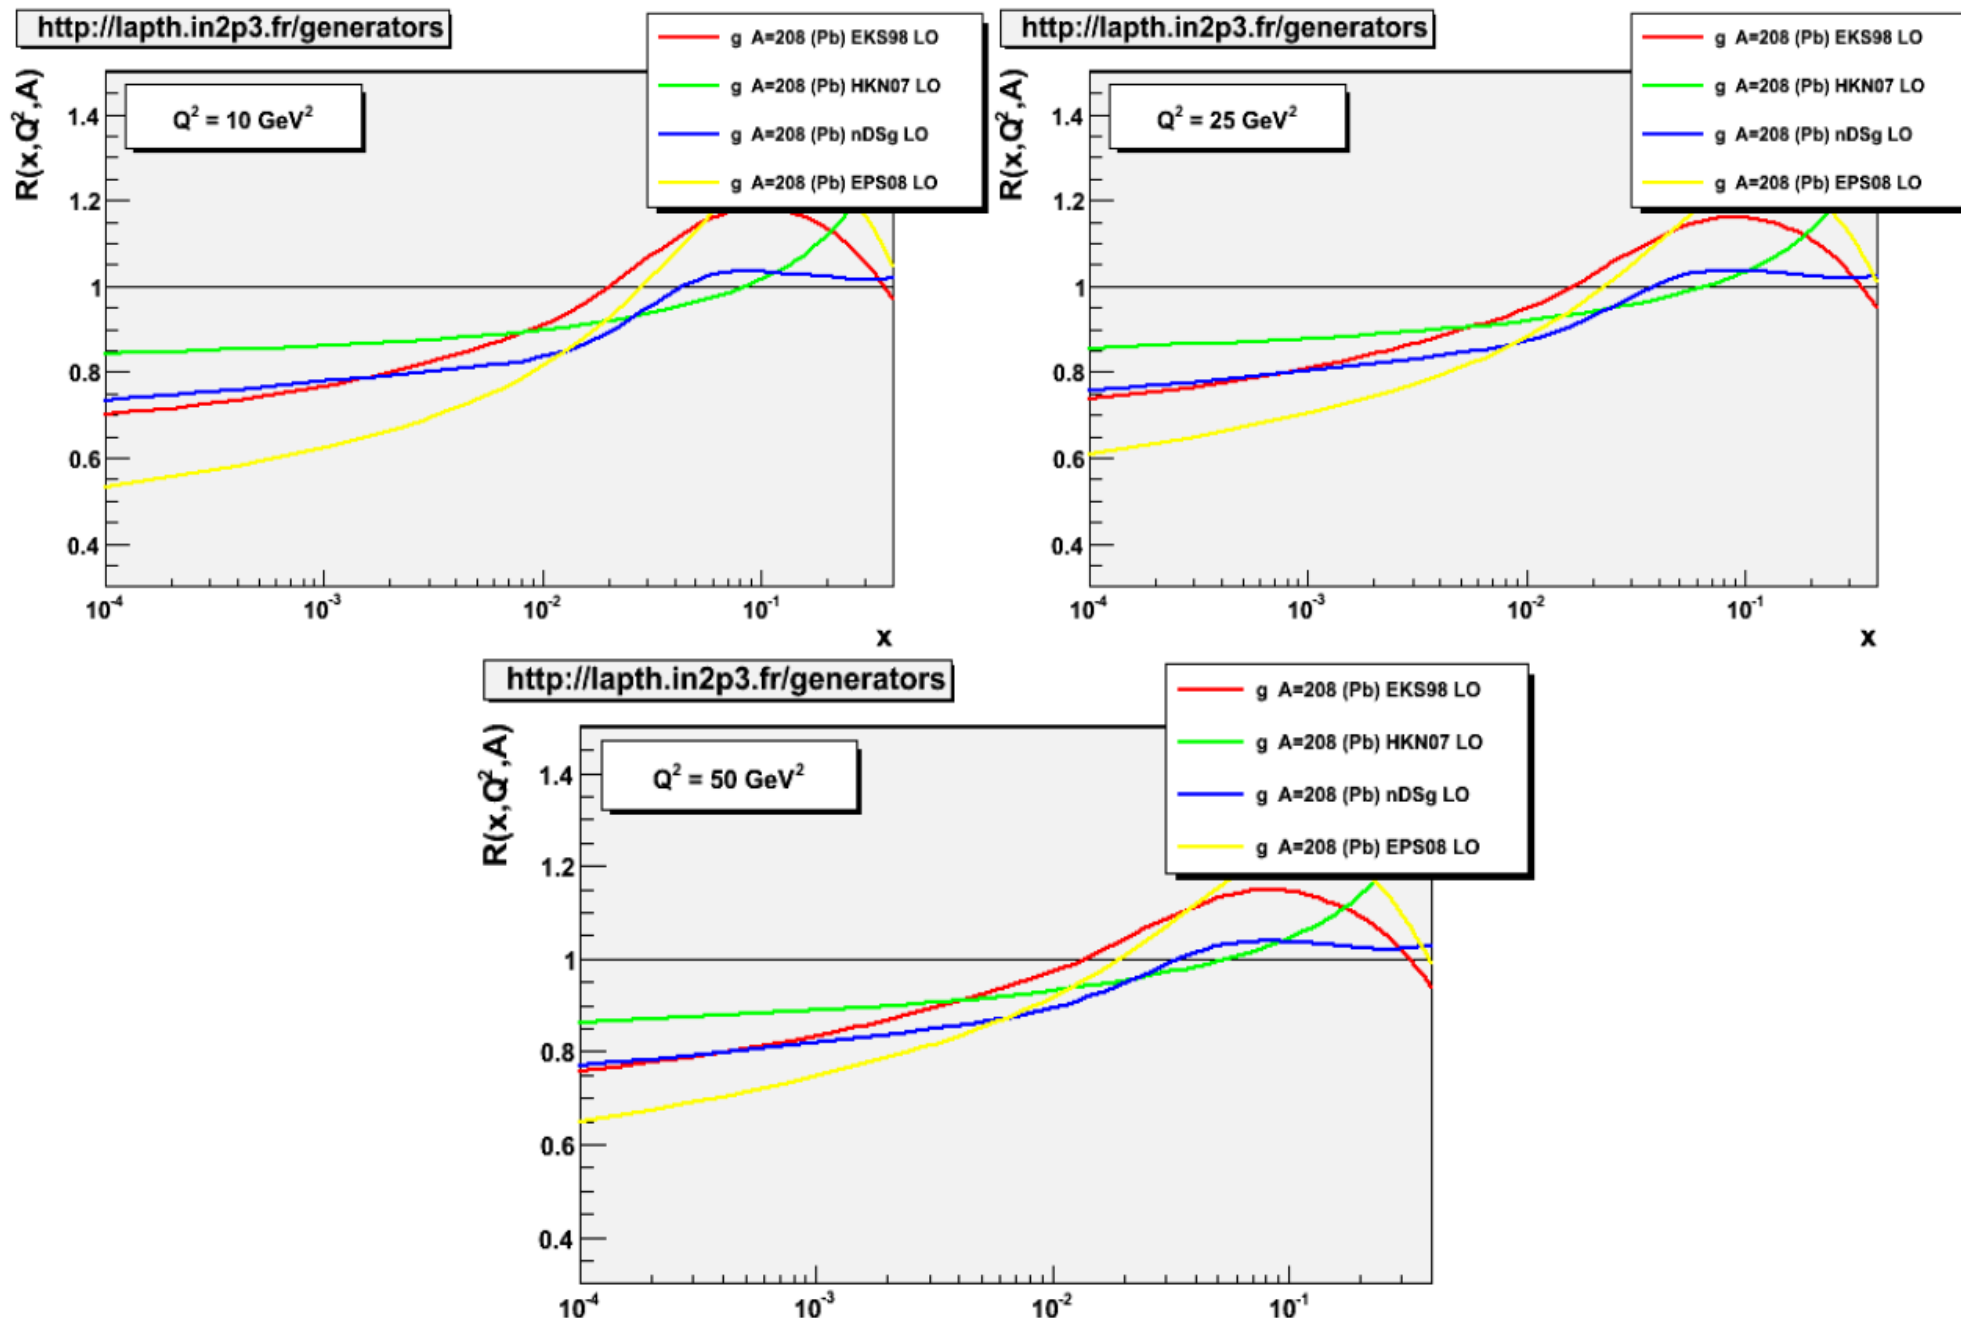 http://lapth.in2p3.fr/generators
g A=208 (Pb) EKS98 LO
g A=208 (Pb) HKN07 LO
g A=208 (Pb) nDSg LO
g A=208 (Pb) EPS08 LO
Q² = 10 GeV²
R(x,Q²,A)
1.4
1.2
1
0.8
0.6
0.4
10⁻⁴
10⁻³
10⁻²
10⁻¹
x
http://lapth.in2p3.fr/generators
g A=208 (Pb) EKS98 LO
g A=208 (Pb) HKN07 LO
g A=208 (Pb) nDSg LO
g A=208 (Pb) EPS08 LO
Q² = 25 GeV²
R(x,Q²,A)
1.4
1.2
1
0.8
0.6
0.4
10⁻⁴
10⁻³
10⁻²
10⁻¹
x
http://lapth.in2p3.fr/generators
g A=208 (Pb) EKS98 LO
g A=208 (Pb) HKN07 LO
g A=208 (Pb) nDSg LO
g A=208 (Pb) EPS08 LO
Q² = 50 GeV²
R(x,Q²,A)
1.4
1.2
1
0.8
0.6
0.4
10⁻⁴
10⁻³
10⁻²
10⁻¹